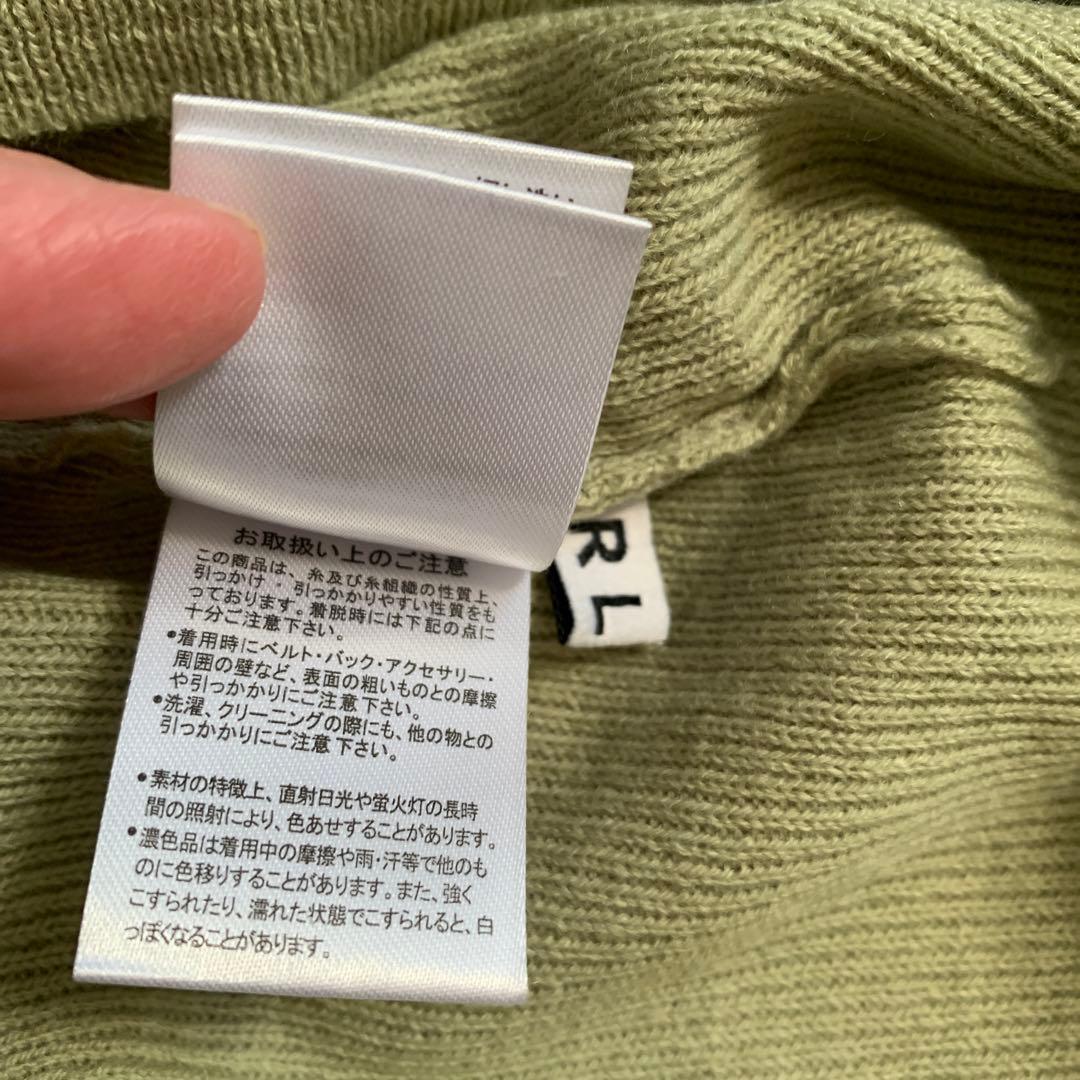 お取扱い上のご注意
この商品は、糸及び糸組織の性質上、
引っかけ・引っかかりやすい性質をも
っております。着脱時には下記の点に
十分ご注意下さい。
•着用時にベルト・バック・アクセサリー・
周囲の壁など、表面の粗いものとの摩擦
や引っかかりにご注意下さい。
•洗濯、クリーニングの際にも、他の物との
引っかかりにご注意下さい。
• 素材の特徴上、直射日光や蛍火灯の長時
間の照射により、色あせすることがあります。
• 濃色品は着用中の摩擦や雨・汗等で他のも
のに色移りすることがあります。また、強く
こすられたり、濡れた状態でこすられると、白
っぽくなることがあります。
RL